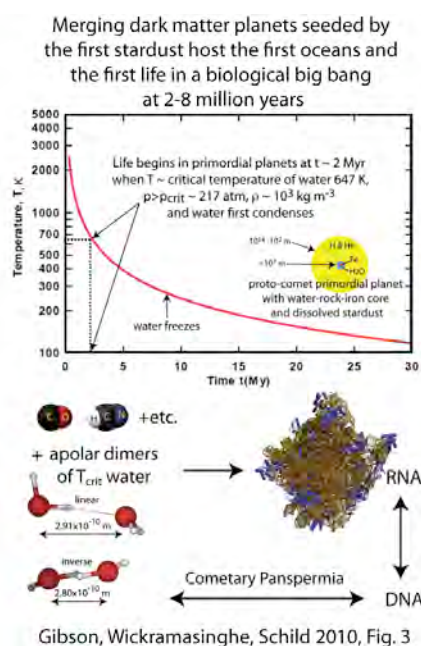 Merging dark matter planets seeded by
the first stardust host the first oceans and
the first life in a biological big bang
at 2-8 million years
5000
3000
2000
1000
700
500
400
300
200
100
Temperature, T, K
Life begins in primordial planets at t ~ 2 Myr
when T ~ critical temperature of water 647 K,
p>pcrit ~ 217 atm, ρ ~ 10³ kg m⁻³
and water first condenses
H & He
Fe
H2O
proto-comet primordial planet
with water-rock-iron core
and dissolved stardust
water freezes
0 5 10 15 20 25 30
Time t(My)
C O H C N +etc.
+ apolar dimers
of Tcrit water
linear
2.91x10⁻¹⁰ m
inverse
2.80x10⁻¹⁰ m
RNA
Cometary Panspermia
DNA
Gibson, Wickramasinghe, Schild 2010, Fig. 3